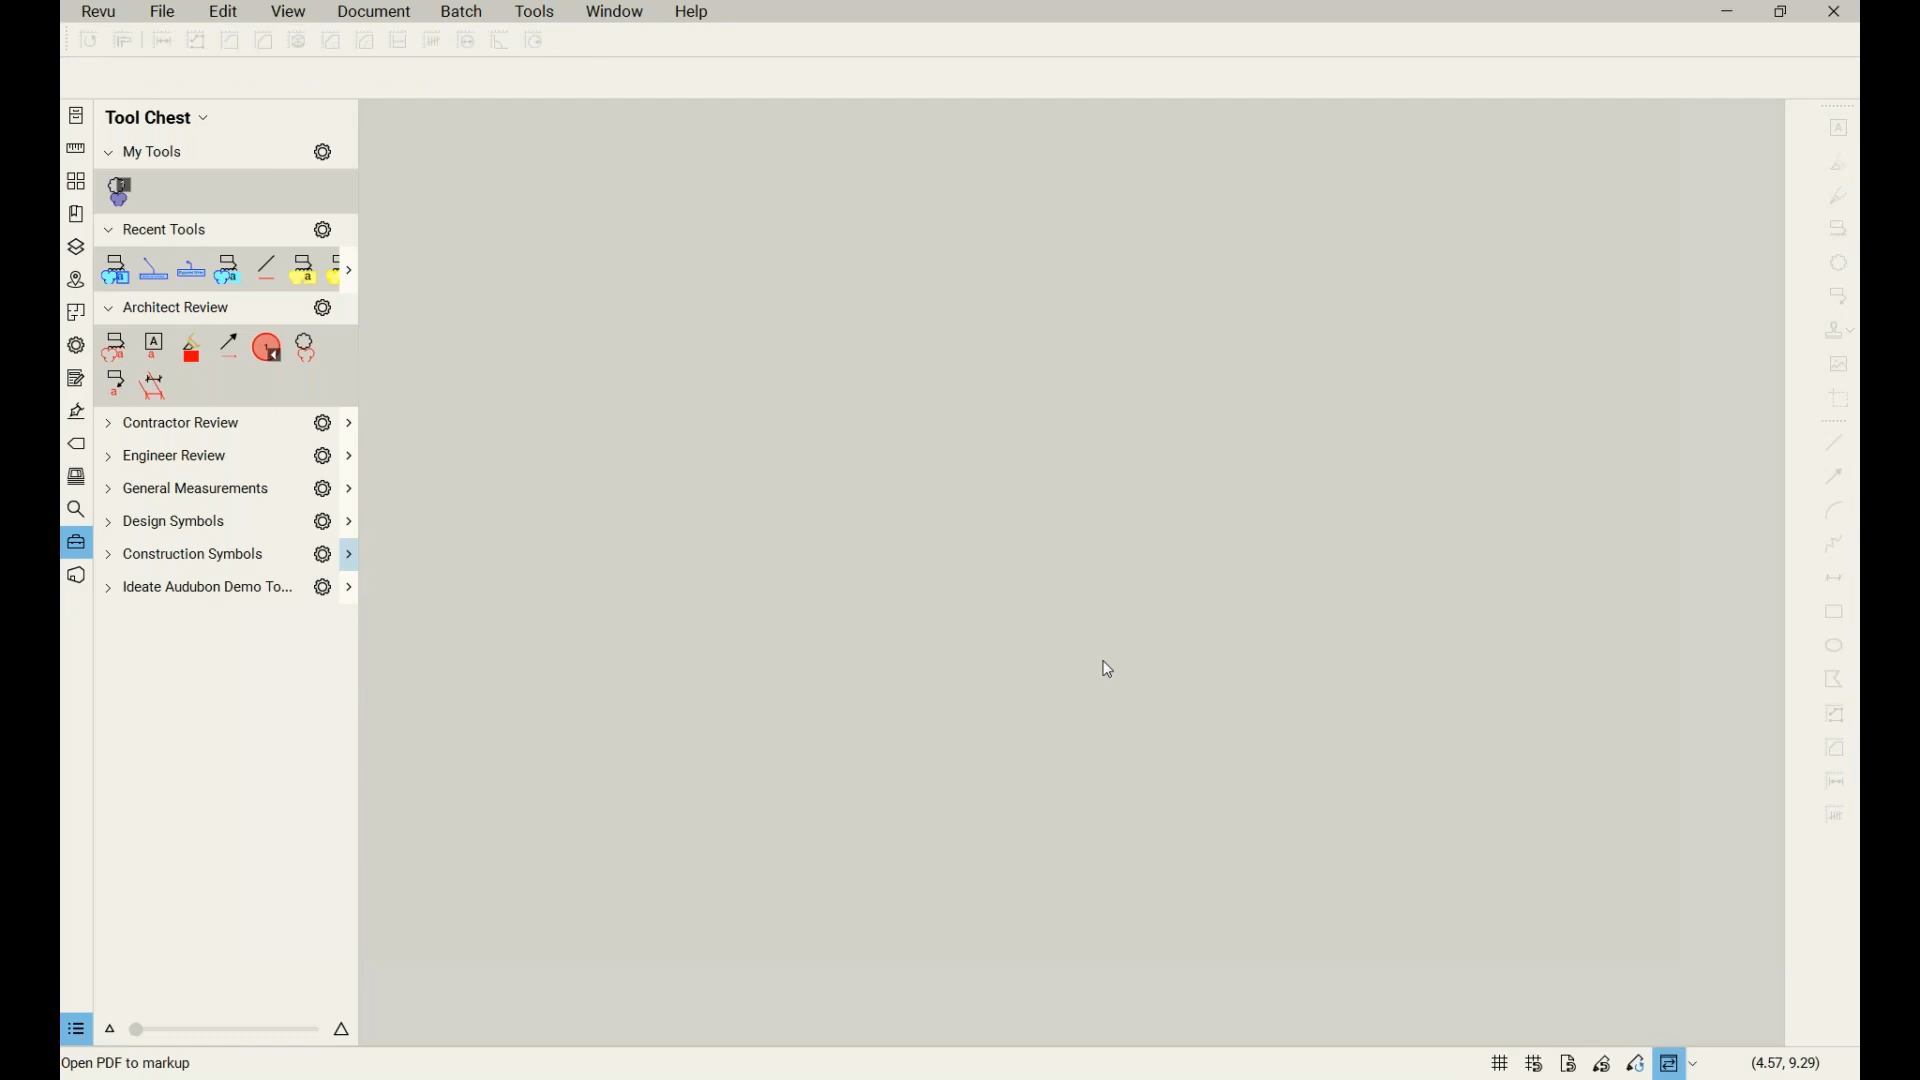 Revu File Edit View Document Batch Tools Window Help
Tool Chest
My Tools
Recent Tools
Architect Review
Contractor Review
Engineer Review
General Measurements
Design Symbols
Construction Symbols
Ideate Audubon Demo To...
Open PDF to markup
(4.57, 9.29)